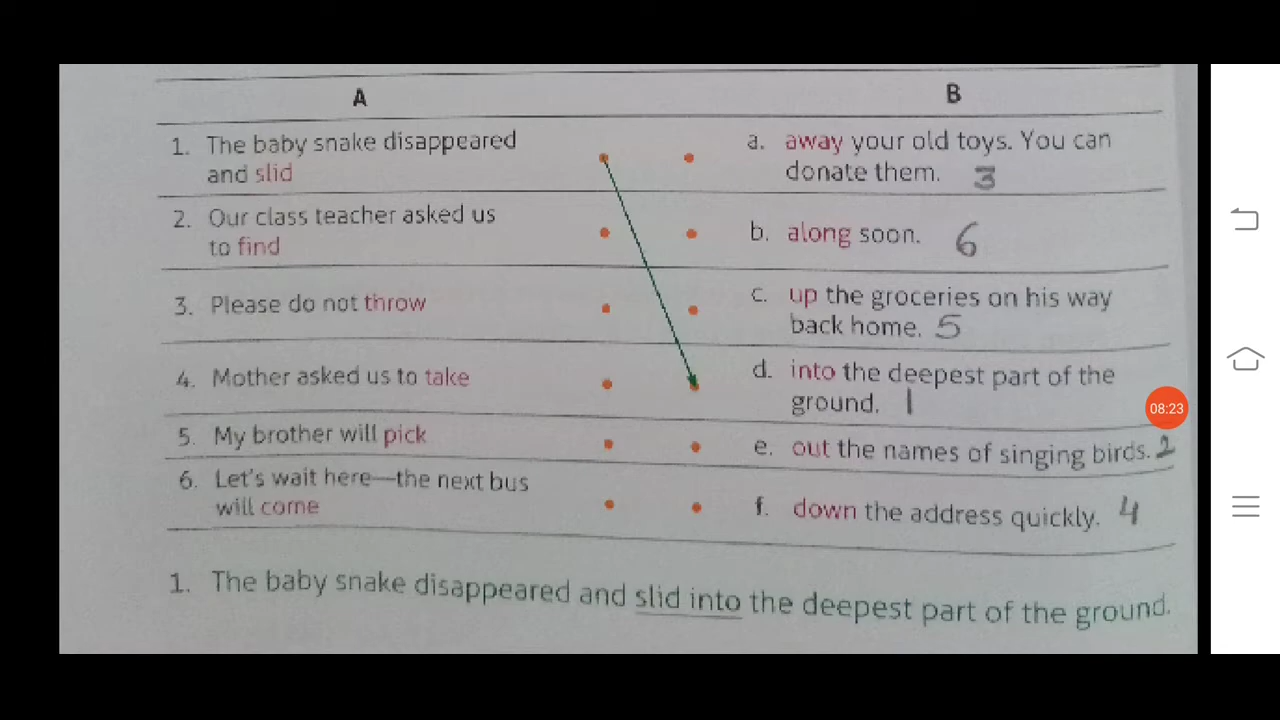 A
B
1. The baby snake disappeared
and slid
a. away your old toys. You can
donate them. 3
2. Our class teacher asked us
to find
b. along soon. 6
3. Please do not throw
c. up the groceries on his way
back home. 5
4. Mother asked us to take
d. into the deepest part of the
ground. 1
08:23
5. My brother will pick
e. out the names of singing birds. 2
6. Let's wait here—the next bus
will come
f. down the address quickly. 4
1. The baby snake disappeared and slid into the deepest part of the ground.